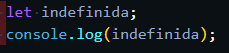 let indefinida;
console.log(indefinida);